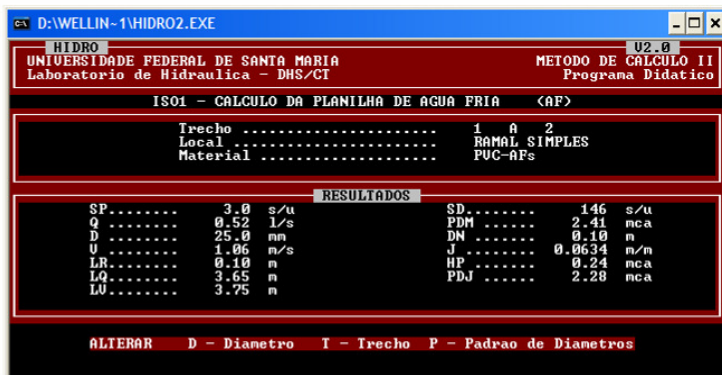 D:\WELLIN~1\HIDRO2.EXE
HIDRO V2.0
UNIVERSIDADE FEDERAL DE SANTA MARIA METODO DE CALCULO II
Laboratorio de Hidraulica - DHS/CT Programa Didatico
ISO1 - CALCULO DA PLANILHA DE AGUA FRIA (AF)
Trecho ...................... 1 A 2
Local ....................... RAMAL SIMPLES
Material .................... PVC-AFs
RESULTADOS
SP........ 3.0 s/u SD........ 146 s/u
Q ........ 0.52 l/s PDM ...... 2.41 mca
D ........ 25.0 mm DN ....... 0.10 m
V ........ 1.06 m/s J ........ 0.0634 m/m
LR........ 0.10 m HP ....... 0.24 mca
LQ........ 3.65 m PDJ ...... 2.28 mca
LV........ 3.75 m
ALTERAR D - Diametro T - Trecho P - Padrao de Diametros